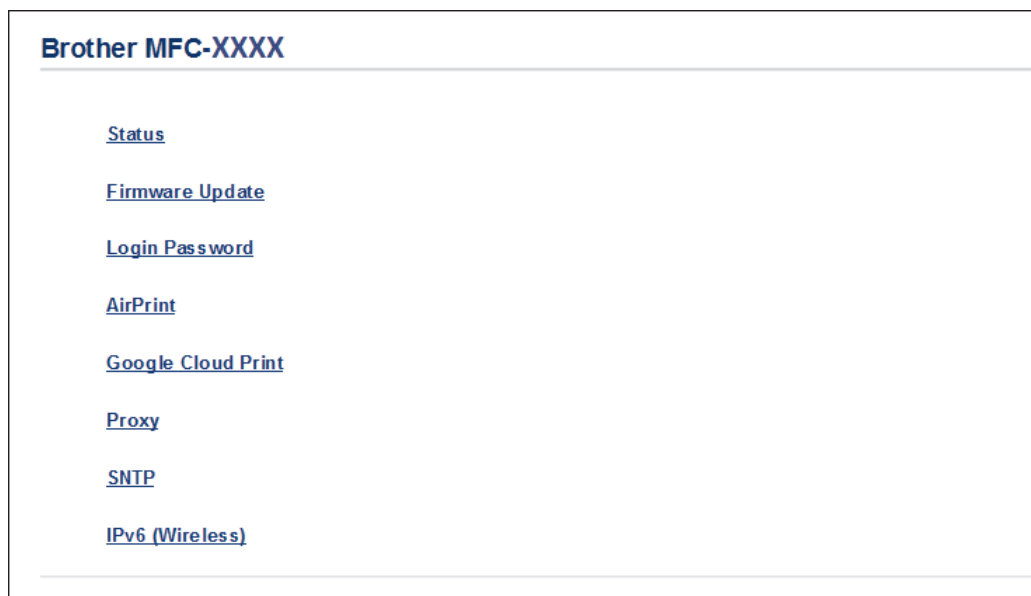 Brother MFC-XXXX
Status
Firmware Update
Login Password
AirPrint
Google Cloud Print
Proxy
SNTP
IPv6 (Wireless)